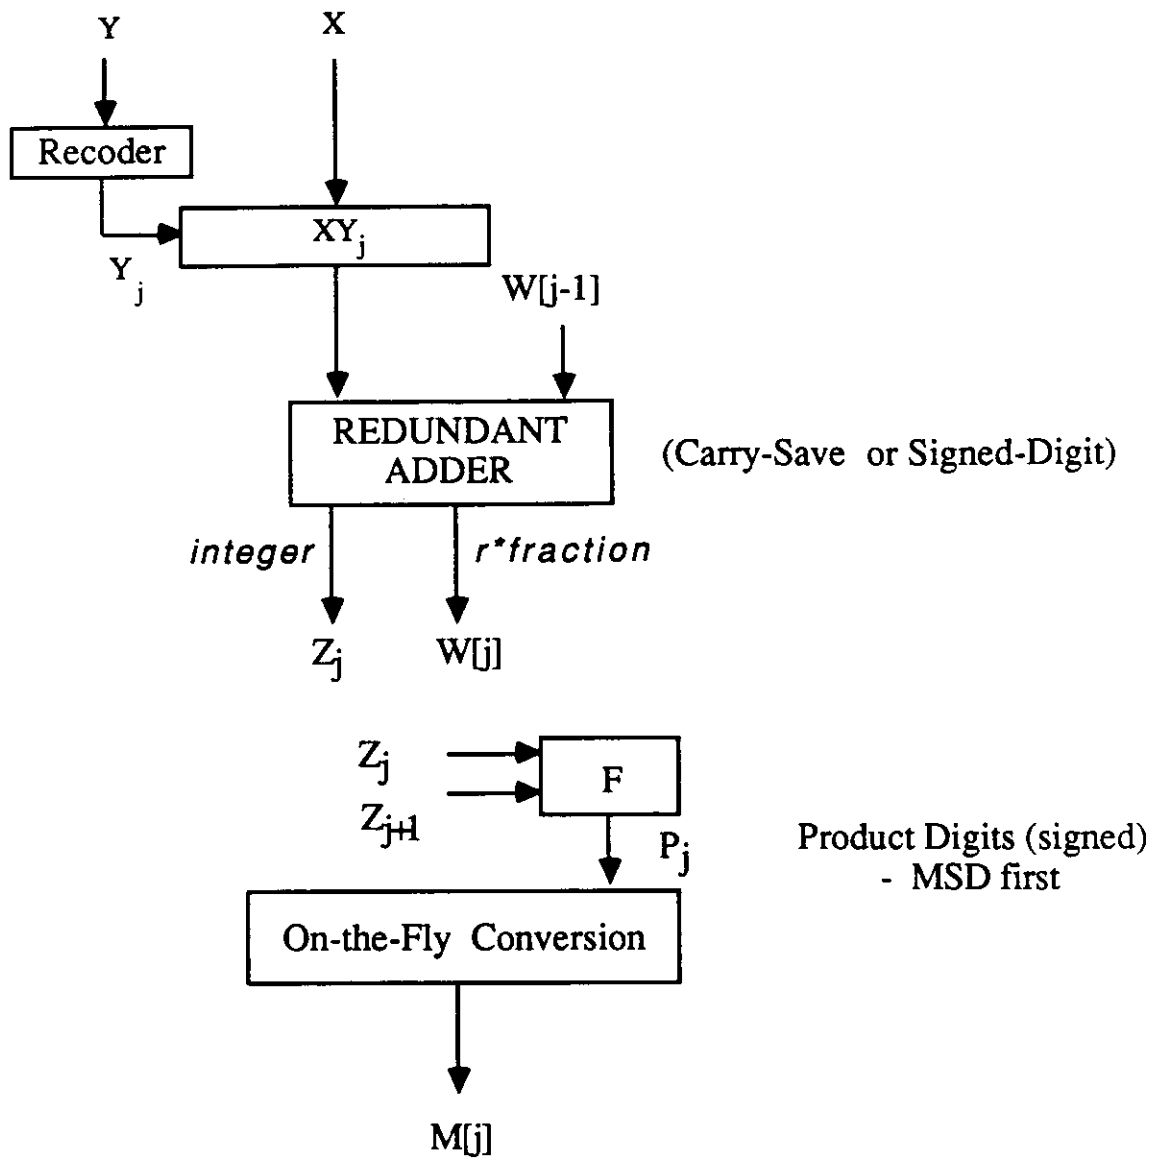 Y
X
Recoder
XYj
Yj
W[j-1]
REDUNDANT
ADDER
(Carry-Save or Signed-Digit)
integer
r*fraction
Zj
W[j]
Zj
F
Zj+1
Pj
Product Digits (signed)
- MSD first
On-the-Fly Conversion
M[j]